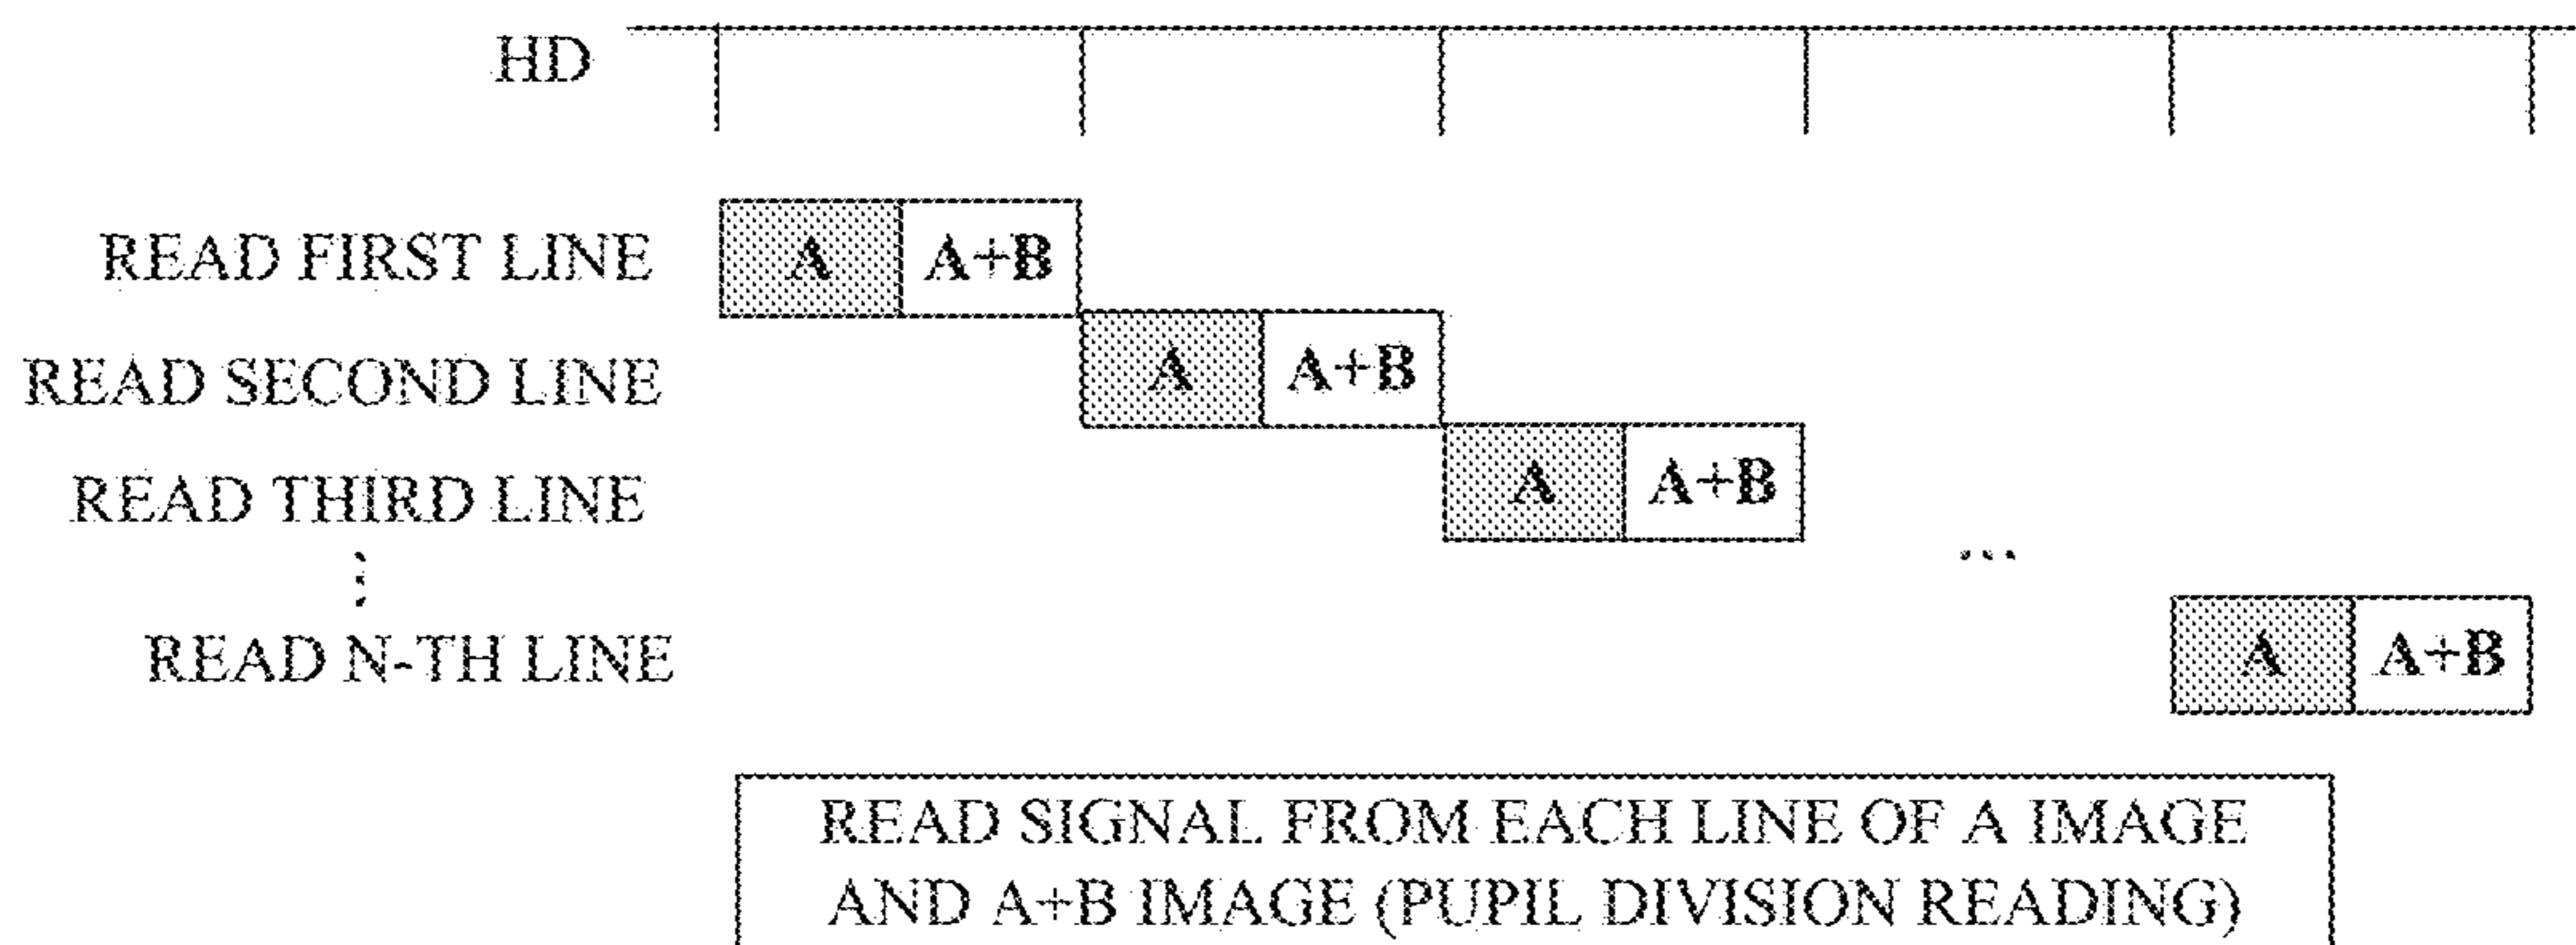 HD
READ FIRST LINE A A+B
READ SECOND LINE A A+B
READ THIRD LINE A A+B
⋮ ...
READ N-TH LINE A A+B
READ SIGNAL FROM EACH LINE OF A IMAGE
AND A+B IMAGE (PUPIL DIVISION READING)